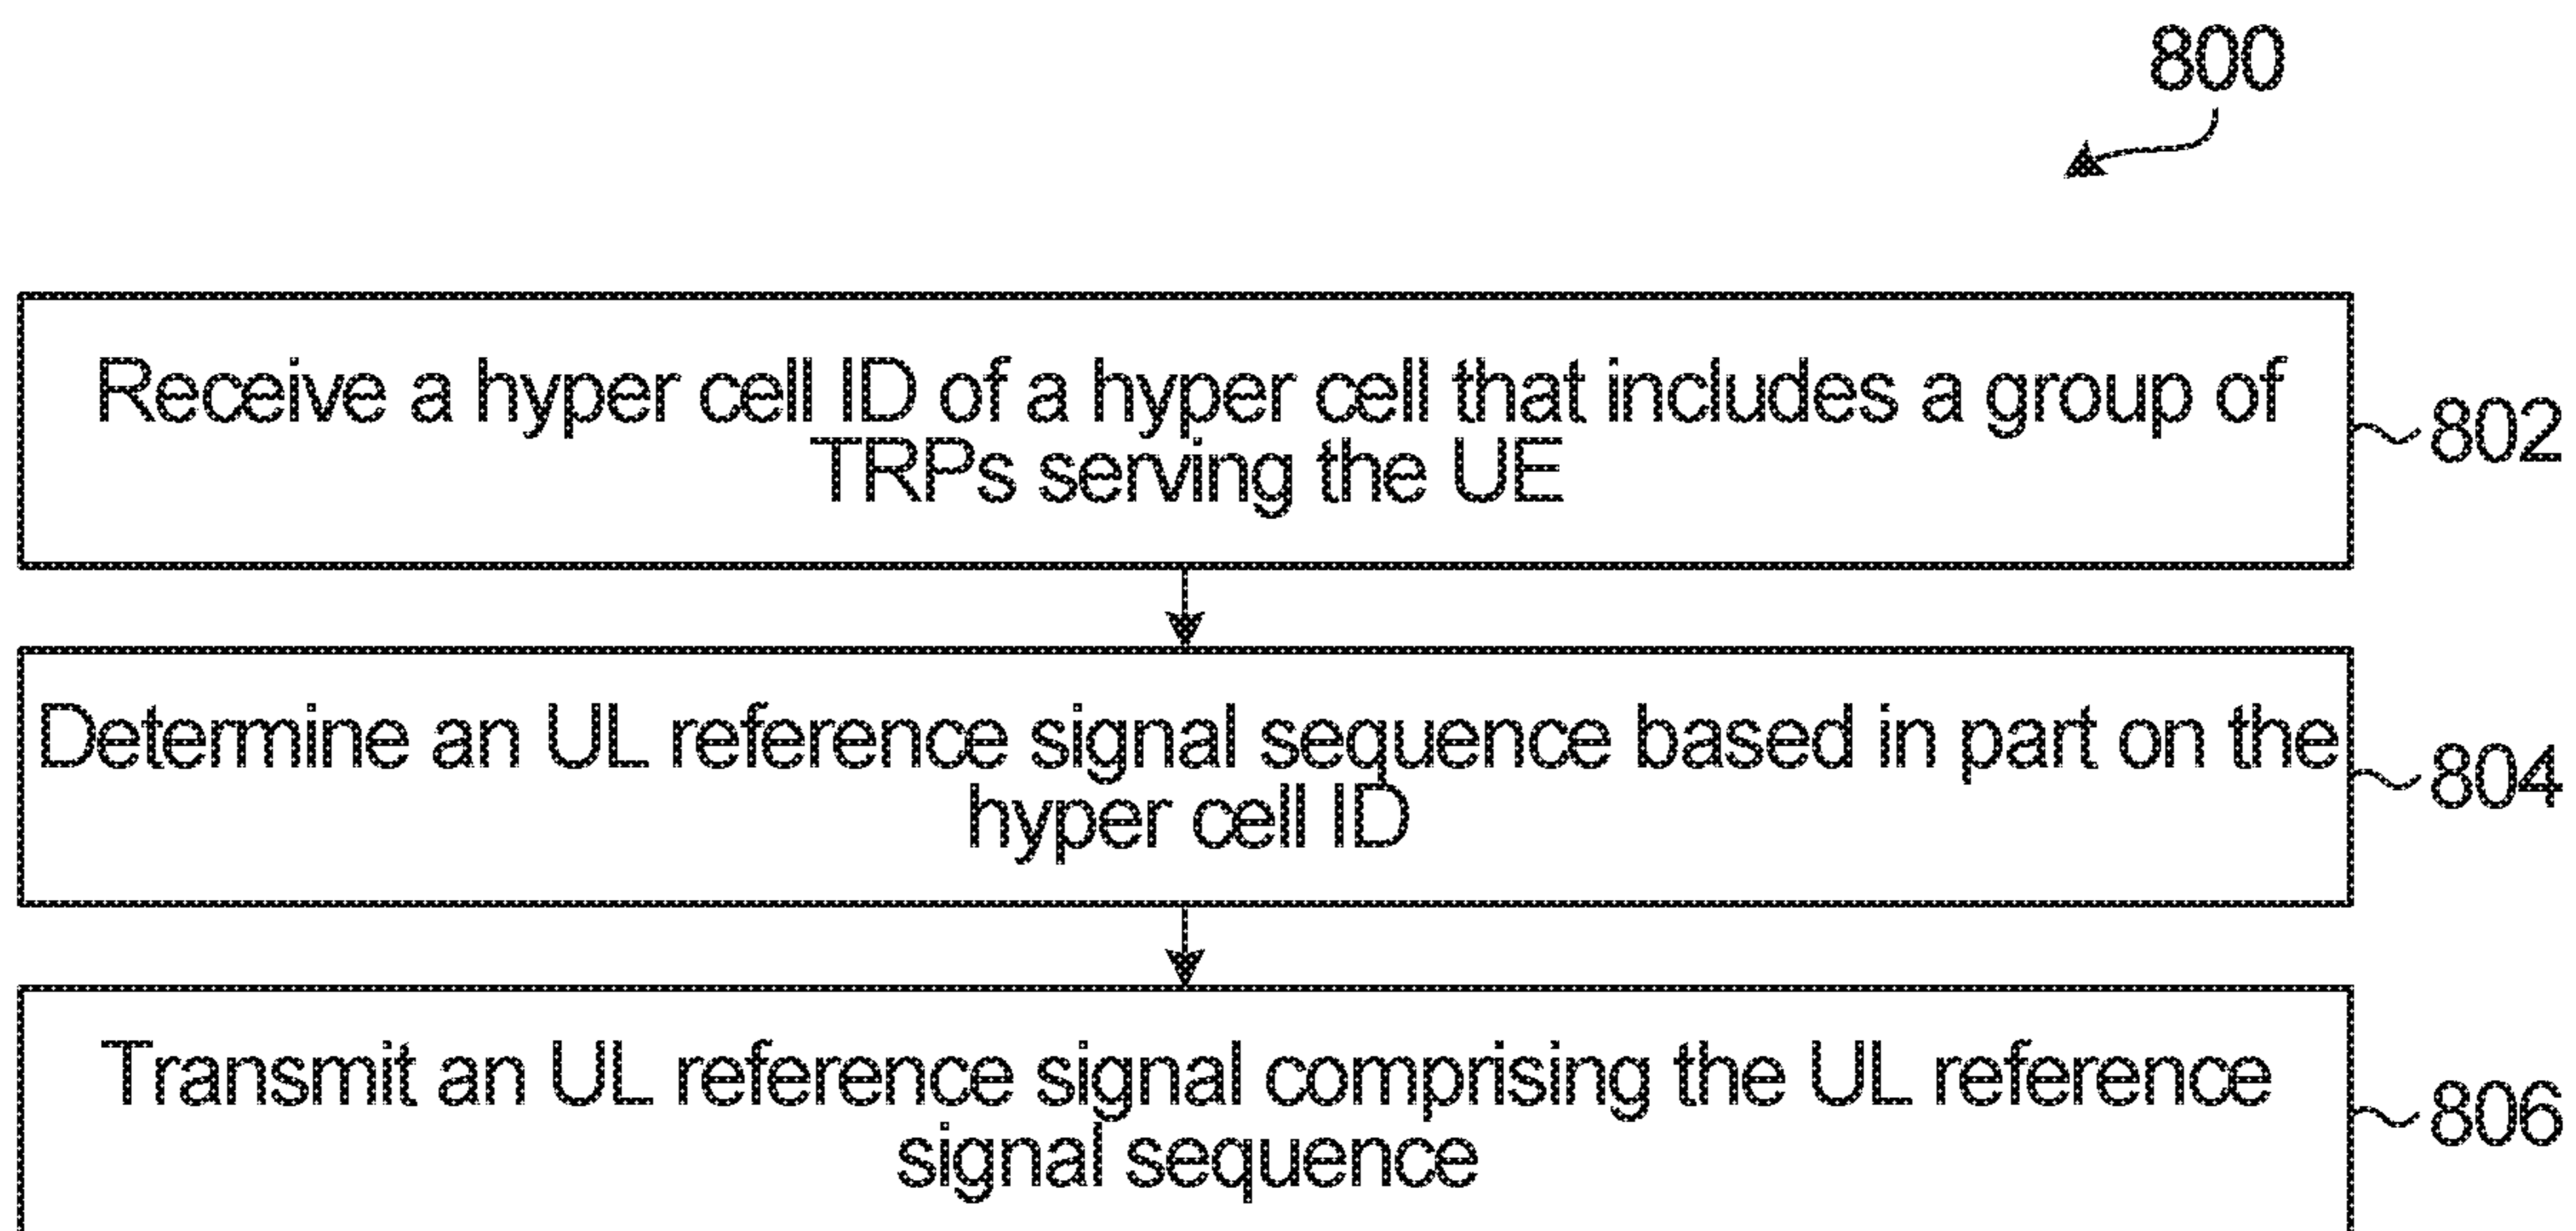 800
Receive a hyper cell ID of a hyper cell that includes a group of
TRPs serving the UE
802
Determine an UL reference signal sequence based in part on the
hyper cell ID
804
Transmit an UL reference signal comprising the UL reference
signal sequence
806